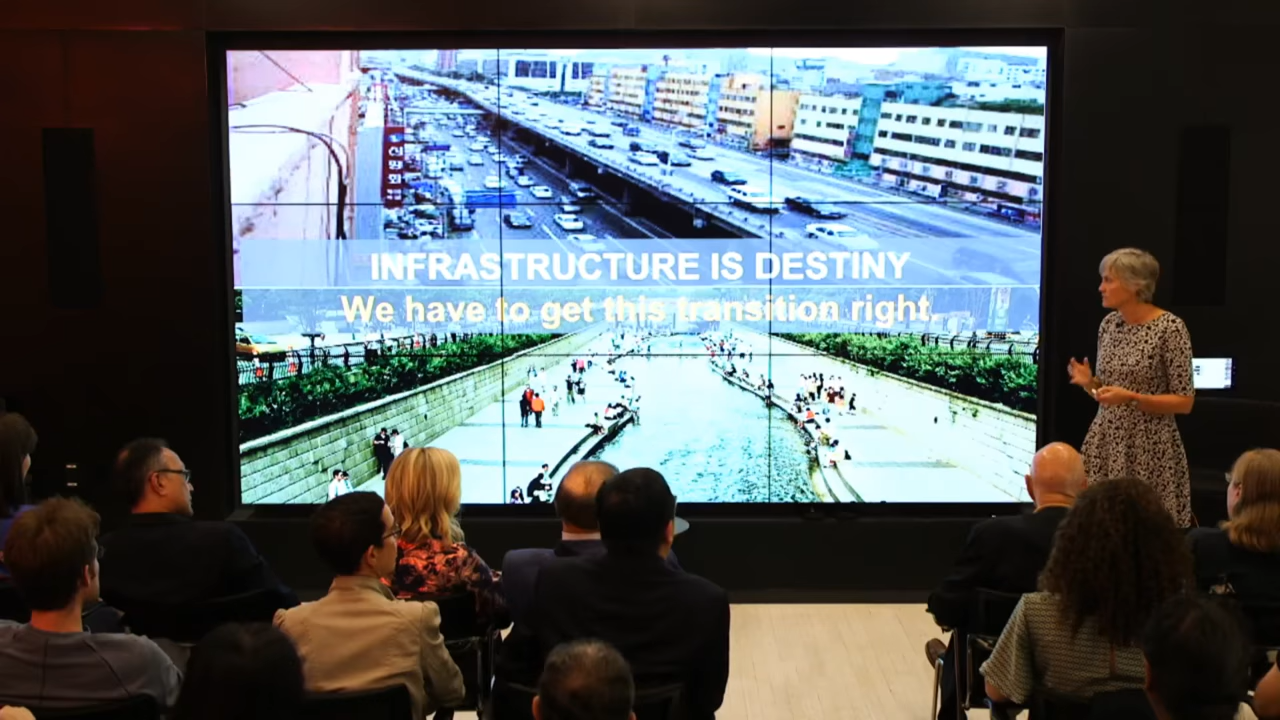 INFRASTRUCTURE IS DESTINY
We have to get this transition right.